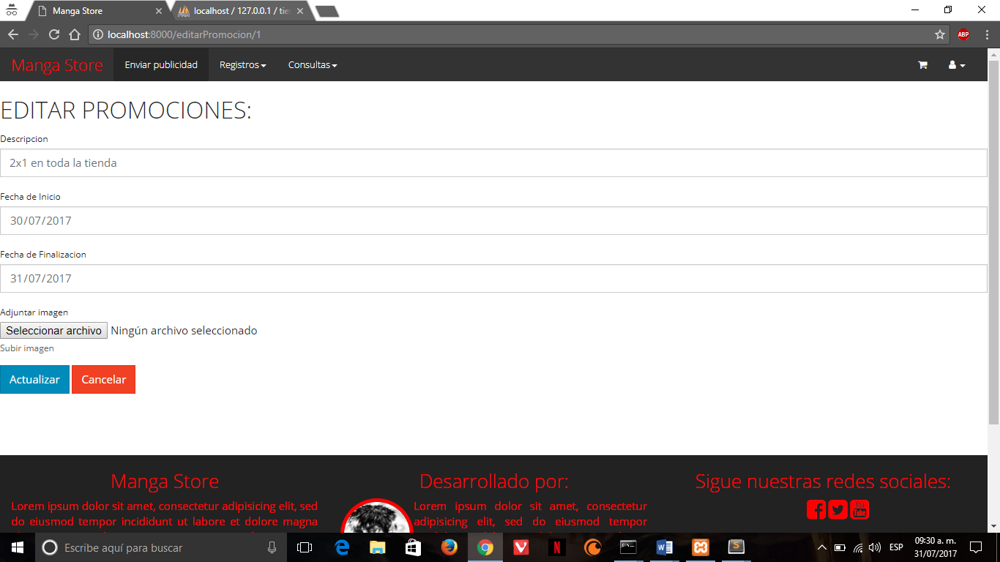 Manga Store
localhost / 127.0.0.1 / tie
localhost:8000/editarPromocion/1
ABP
Manga Store
Enviar publicidad
Registros
Consultas
EDITAR PROMOCIONES:
Descripcion
2x1 en toda la tienda
Fecha de Inicio
30/07/2017
Fecha de Finalizacion
31/07/2017
Adjuntar imagen
Seleccionar archivo Ningún archivo seleccionado
Subir imagen
Actualizar Cancelar
Manga Store
Lorem ipsum dolor sit amet, consectetur adipisicing elit, sed
do eiusmod tempor incididunt ut labore et dolore magna
Desarrollado por:
Lorem ipsum dolor sit amet, consectetur
adipisicing elit, sed do eiusmod tempor
Sigue nuestras redes sociales:
You
Tube
Escribe aquí para buscar
ESP
09:30 a. m.
31/07/2017